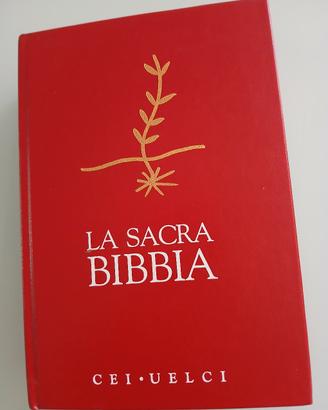 LA SACRA
BIBBIA
CEI • UELCI